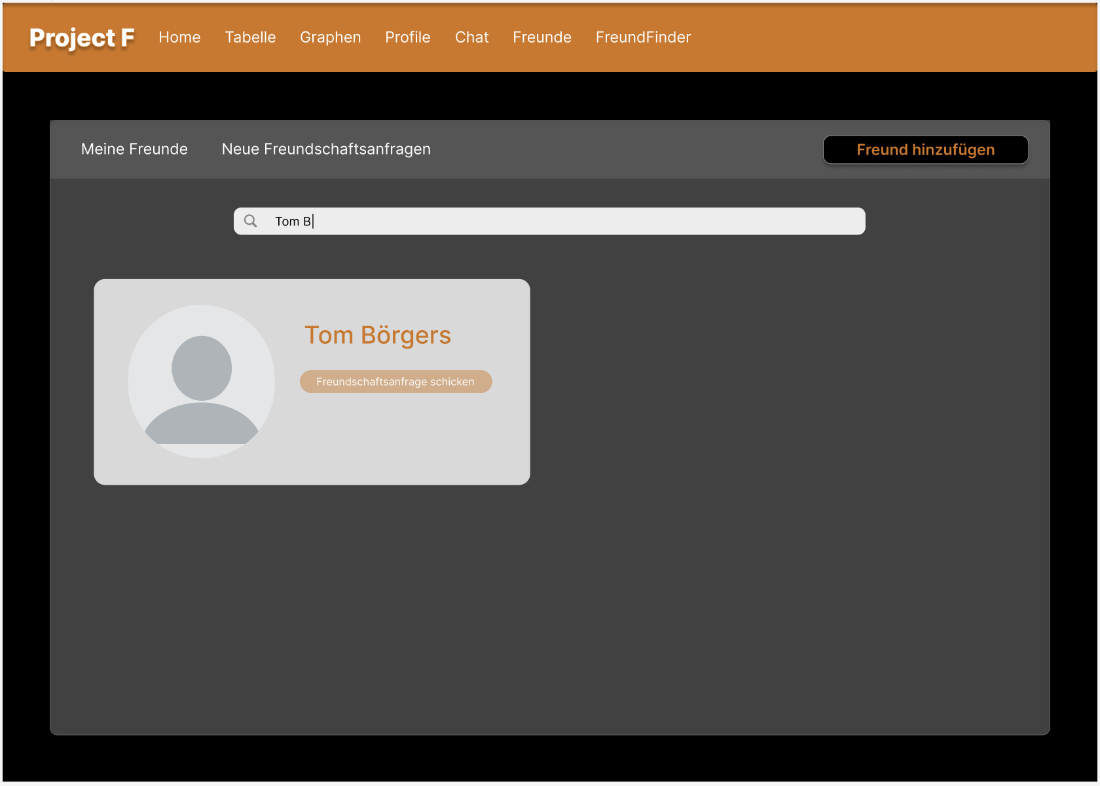 Project F Home Tabelle Graphen Profile Chat Freunde FreundFinder
Meine Freunde Neue Freundschaftsanfragen Freund hinzufügen
Tom B
Tom Börgers
Freundschaftsanfrage schicken